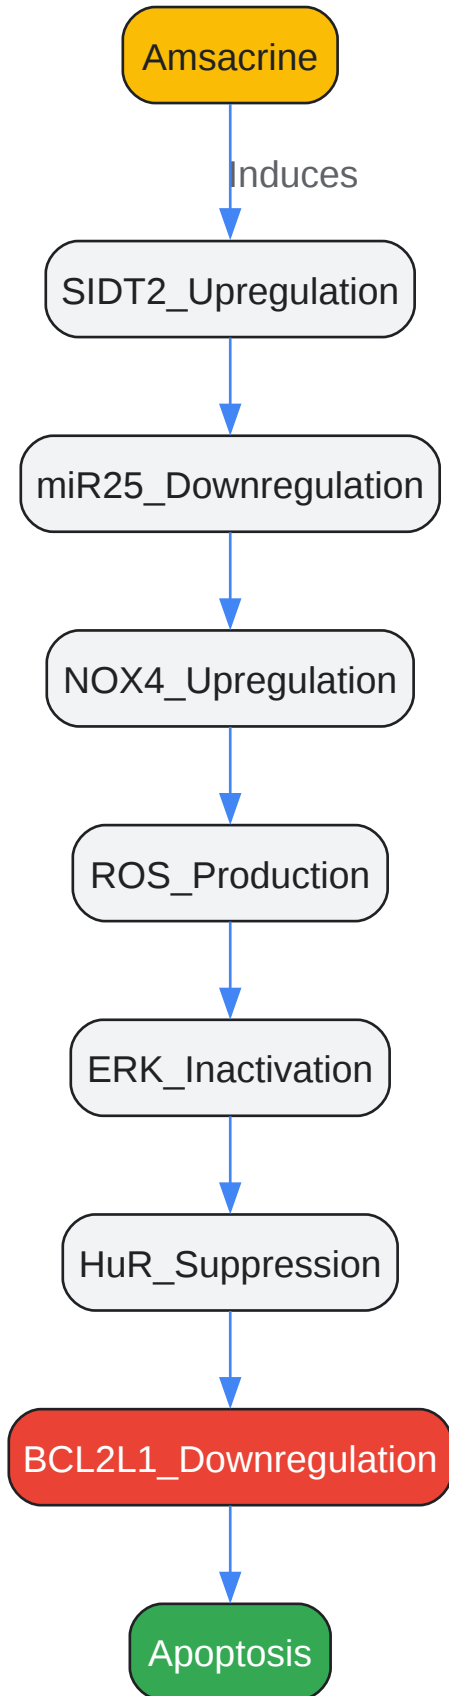 Amsacrine
Induces
SIDT2_Upregulation
miR25_Downregulation
NOX4_Upregulation
ROS_Production
ERK_Inactivation
HuR_Suppression
BCL2L1_Downregulation
Apoptosis